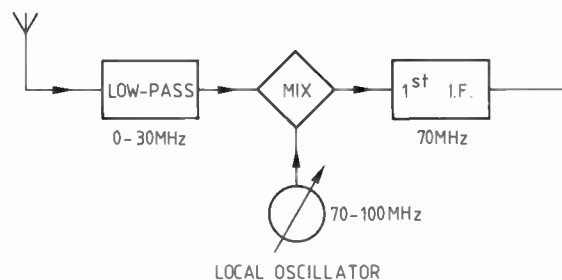 LOW-PASS
0-30MHz
MIX
1st I.F.
70MHz
70-100MHz
LOCAL OSCILLATOR